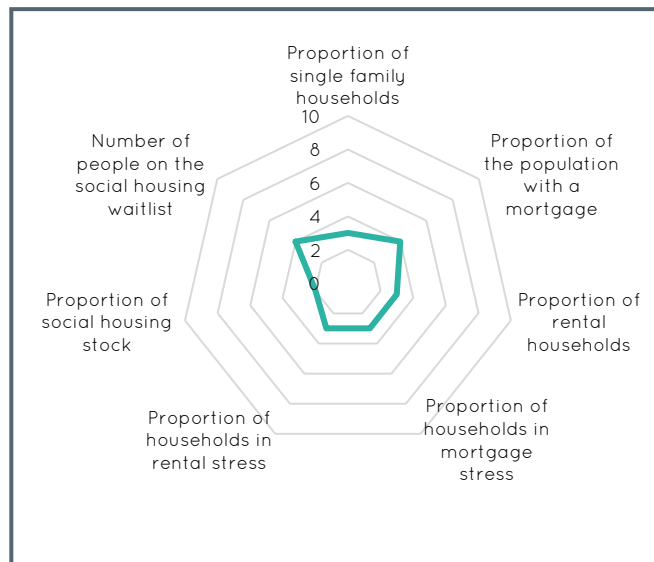 Proportion of
single family
households
10
8
6
4
2
0
Proportion of
the population
with a
mortgage
Proportion of
rental
households
Proportion of
households in
mortgage
stress
Proportion of
households in
rental stress
Proportion of
social housing
stock
Number of
people on the
social housing
waitlist